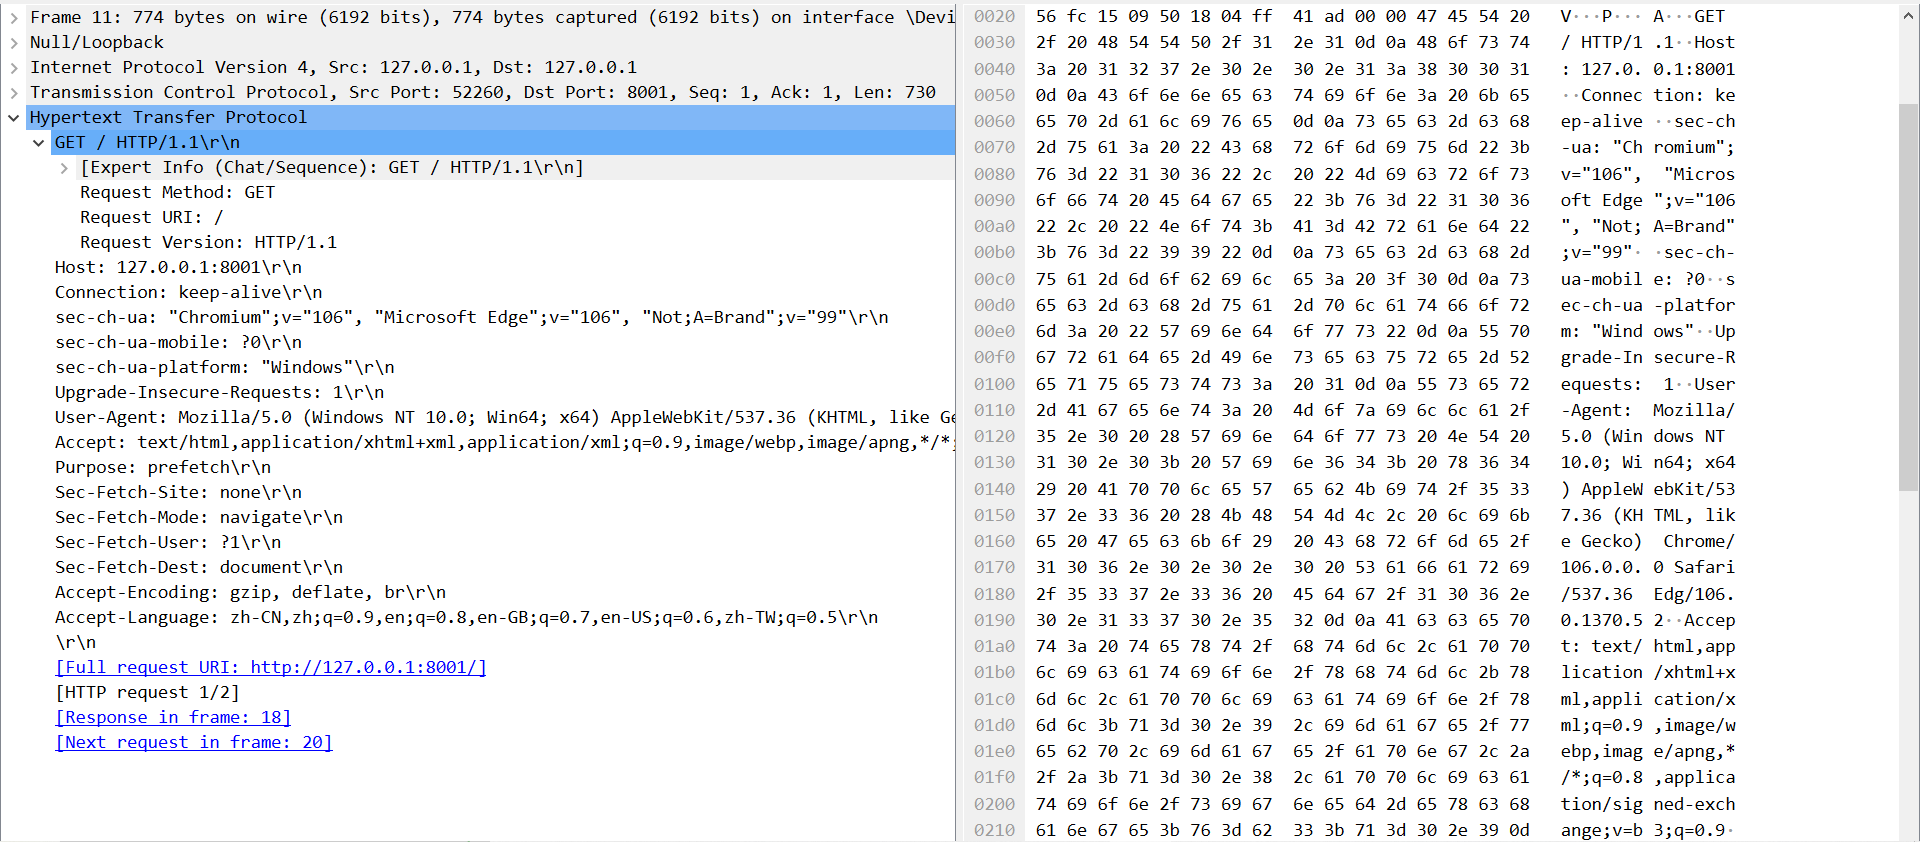 Frame 11: 774 bytes on wire (6192 bits), 774 bytes captured (6192 bits) on interface \Devi
Null/Loopback
Internet Protocol Version 4, Src: 127.0.0.1, Dst: 127.0.0.1
Transmission Control Protocol, Src Port: 52260, Dst Port: 8001, Seq: 1, Ack: 1, Len: 730
Hypertext Transfer Protocol
GET / HTTP/1.1\r\n
[Expert Info (Chat/Sequence): GET / HTTP/1.1\r\n]
Request Method: GET
Request URI: /
Request Version: HTTP/1.1
Host: 127.0.0.1:8001\r\n
Connection: keep-alive\r\n
sec-ch-ua: "Chromium";v="106", "Microsoft Edge";v="106", "Not;A=Brand";v="99"\r\n
sec-ch-ua-mobile: ?0\r\n
sec-ch-ua-platform: "Windows"\r\n
Upgrade-Insecure-Requests: 1\r\n
User-Agent: Mozilla/5.0 (Windows NT 10.0; Win64; x64) AppleWebKit/537.36 (KHTML, like Ge
Accept: text/html,application/xhtml+xml,application/xml;q=0.9,image/webp,image/apng,*/*;
Purpose: prefetch\r\n
Sec-Fetch-Site: none\r\n
Sec-Fetch-Mode: navigate\r\n
Sec-Fetch-User: ?1\r\n
Sec-Fetch-Dest: document\r\n
Accept-Encoding: gzip, deflate, br\r\n
Accept-Language: zh-CN,zh;q=0.9,en;q=0.8,en-GB;q=0.7,en-US;q=0.6,zh-TW;q=0.5\r\n
\r\n
[Full request URI: http://127.0.0.1:8001/]
[HTTP request 1/2]
[Response in frame: 18]
[Next request in frame: 20]
0020 56 fc 15 09 50 18 04 ff 41 ad 00 00 47 45 54 20 V···P··· A···GET
0030 2f 20 48 54 54 50 2f 31 2e 31 0d 0a 48 6f 73 74 / HTTP/1 .1··Host
0040 3a 20 31 32 37 2e 30 2e 30 2e 31 3a 38 30 30 31 : 127.0. 0.1:8001
0050 0d 0a 43 6f 6e 6e 65 63 74 69 6f 6e 3a 20 6b 65 ··Connec tion: ke
0060 65 70 2d 61 6c 69 76 65 0d 0a 73 65 63 2d 63 68 ep-alive ··sec-ch
0070 2d 75 61 3a 20 22 43 68 72 6f 6d 69 75 6d 22 3b -ua: "Ch romium";
0080 76 3d 22 31 30 36 22 2c 20 22 4d 69 63 72 6f 73 v="106", "Micros
0090 6f 66 74 20 45 64 67 65 22 3b 76 3d 22 31 30 36 oft Edge ";v="106
00a0 22 2c 20 22 4e 6f 74 3b 41 3d 42 72 61 6e 64 22 ", "Not; A=Brand"
00b0 3b 76 3d 22 39 39 22 0d 0a 73 65 63 2d 63 68 2d ;v="99"· ·sec-ch-
00c0 75 61 2d 6d 6f 62 69 6c 65 3a 20 3f 30 0d 0a 73 ua-mobil e: ?0··s
00d0 65 63 2d 63 68 2d 75 61 2d 70 6c 61 74 66 6f 72 ec-ch-ua -platfor
00e0 6d 3a 20 22 57 69 6e 64 6f 77 73 22 0d 0a 55 70 m: "Wind ows"··Up
00f0 67 72 61 64 65 2d 49 6e 73 65 63 75 72 65 2d 52 grade-In secure-R
0100 65 71 75 65 73 74 73 3a 20 31 0d 0a 55 73 65 72 equests: 1··User
0110 2d 41 67 65 6e 74 3a 20 4d 6f 7a 69 6c 6c 61 2f -Agent: Mozilla/
0120 35 2e 30 20 28 57 69 6e 64 6f 77 73 20 4e 54 20 5.0 (Win dows NT
0130 31 30 2e 30 3b 20 57 69 6e 36 34 3b 20 78 36 34 10.0; Wi n64; x64
0140 29 20 41 70 70 6c 65 57 65 62 4b 69 74 2f 35 33 ) AppleW ebKit/53
0150 37 2e 33 36 20 28 4b 48 54 4d 4c 2c 20 6c 69 6b 7.36 (KH TML, lik
0160 65 20 47 65 63 6b 6f 29 20 43 68 72 6f 6d 65 2f e Gecko) Chrome/
0170 31 30 36 2e 30 2e 30 2e 30 20 53 61 66 61 72 69 106.0.0. 0 Safari
0180 2f 35 33 37 2e 33 36 20 45 64 67 2f 31 30 36 2e /537.36 Edg/106.
0190 30 2e 31 33 37 30 2e 35 32 0d 0a 41 63 63 65 70 0.1370.5 2··Accep
01a0 74 3a 20 74 65 78 74 2f 68 74 6d 6c 2c 61 70 70 t: text/ html,app
01b0 6c 69 63 61 74 69 6f 6e 2f 78 68 74 6d 6c 2b 78 lication /xhtml+x
01c0 6d 6c 2c 61 70 70 6c 69 63 61 74 69 6f 6e 2f 78 ml,appli cation/x
01d0 6d 6c 3b 71 3d 30 2e 39 2c 69 6d 61 67 65 2f 77 ml;q=0.9 ,image/w
01e0 65 62 70 2c 69 6d 61 67 65 2f 61 70 6e 67 2c 2a ebp,imag e/apng,*
01f0 2f 2a 3b 71 3d 30 2e 38 2c 61 70 70 6c 69 63 61 /*;q=0.8 ,applica
0200 74 69 6f 6e 2f 73 69 67 6e 65 64 2d 65 78 63 68 tion/sig ned-exch
0210 61 6e 67 65 3b 76 3d 62 33 3b 71 3d 30 2e 39 0d ange;v=b 3;q=0.9·